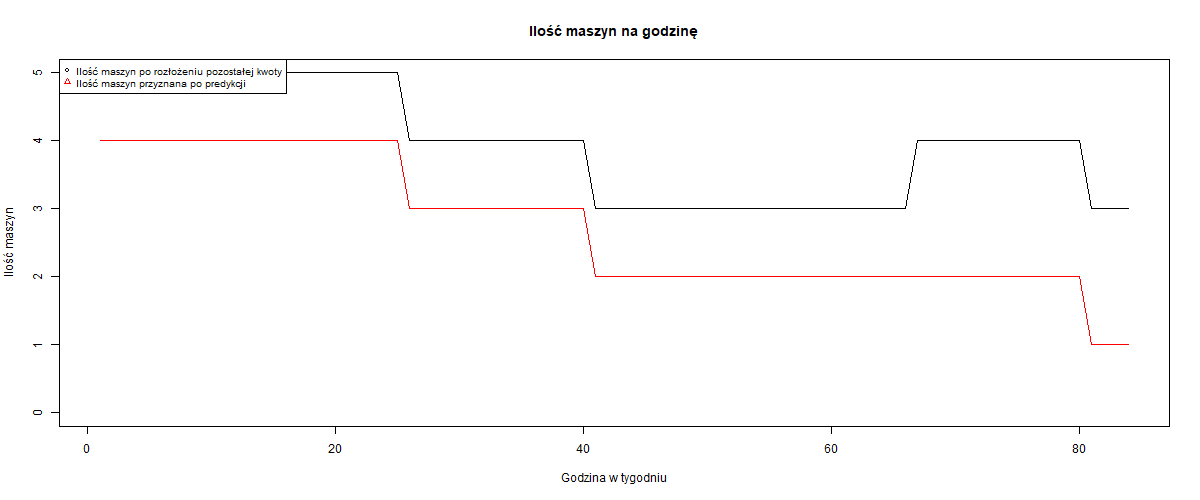 Ilość maszyn na godzinę
Ilość maszyn po rozłożeniu pozostałej kwoty
Ilość maszyn przyznana po predykcji
Ilość maszyn
5
4
3
2
1
0
0 20 40 60 80
Godzina w tygodniu